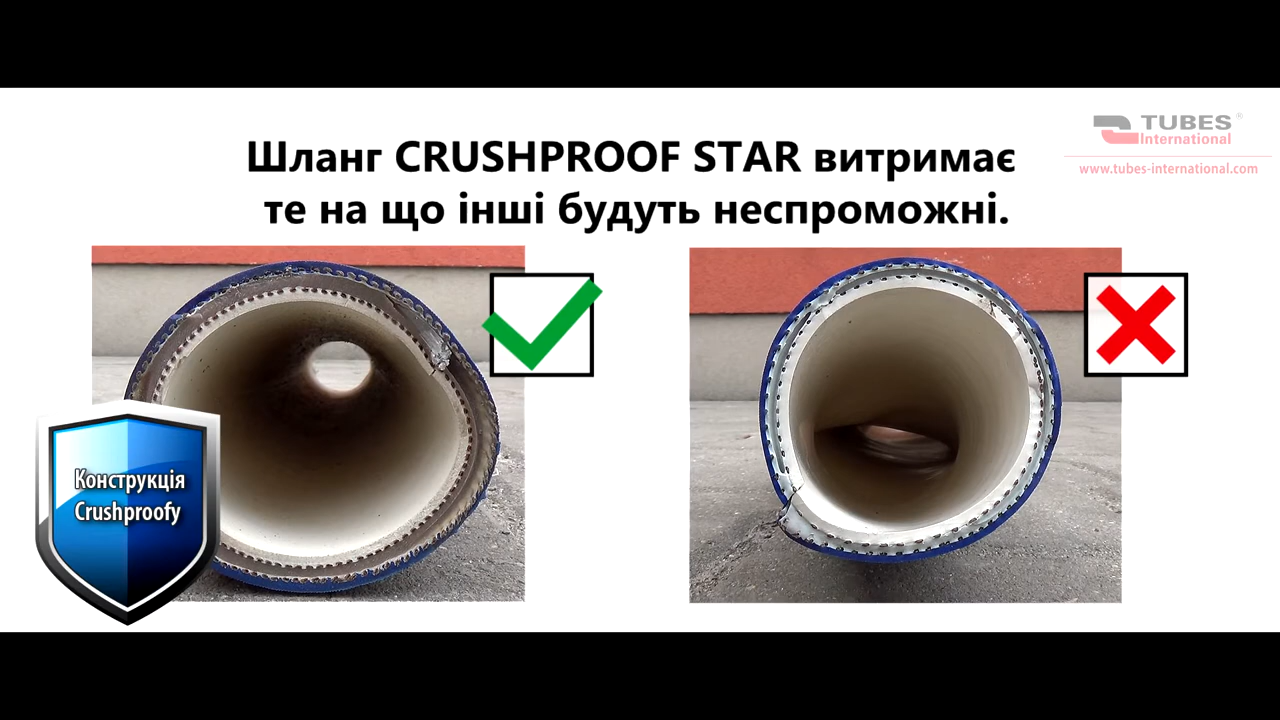 TUBES®
International
www.tubes-international.com
Шланг CRUSHPROOF STAR витримає
те на що інші будуть неспроможні.
Конструкція
Crushproofy